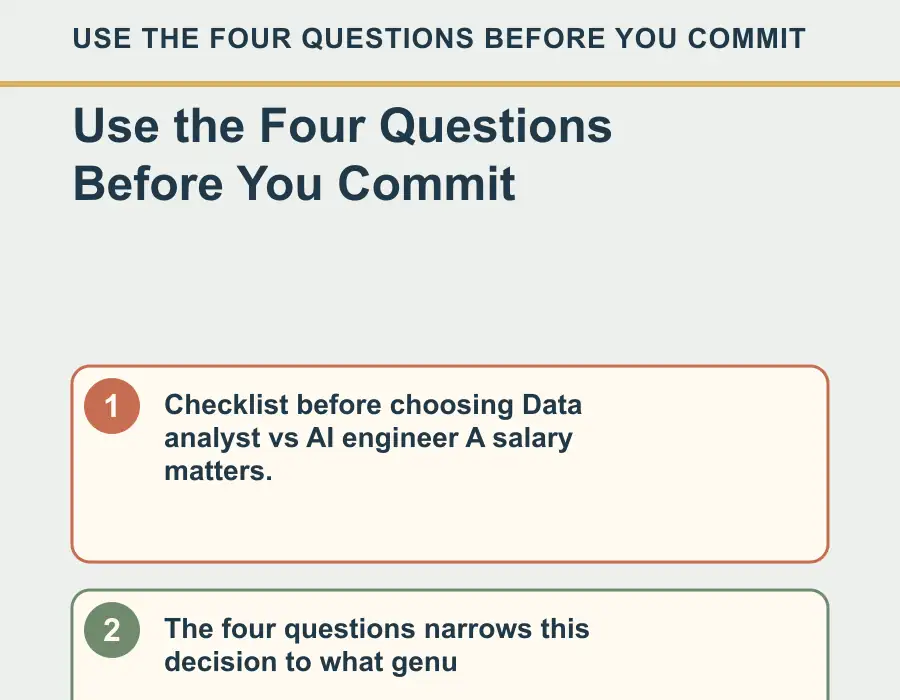 USE THE FOUR QUESTIONS BEFORE YOU COMMIT
Use the Four Questions
Before You Commit
1
Checklist before choosing Data
analyst vs AI engineer A salary
matters.
2
The four questions narrows this
decision to what genu